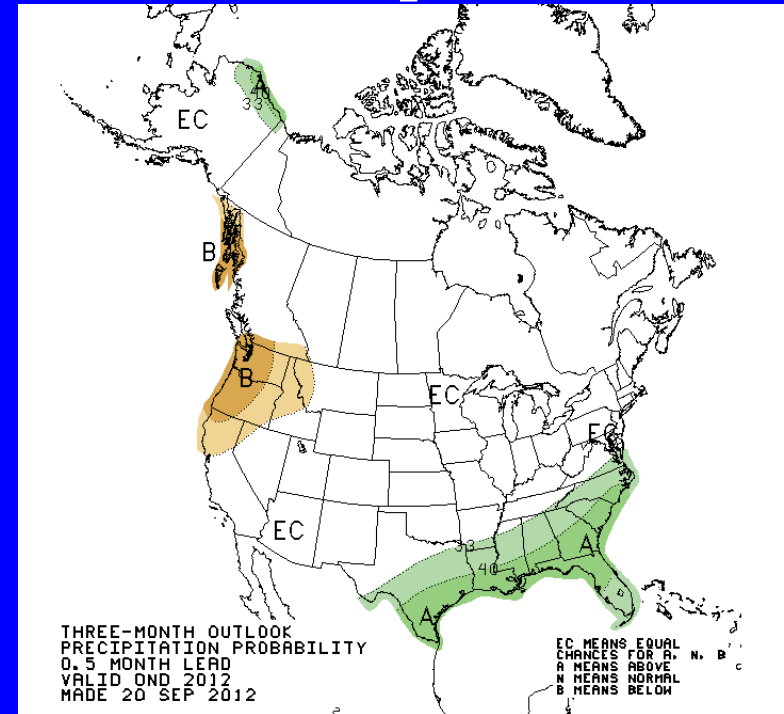 A
40
33
EC
B
B
EC
EC
EC
33
A
40
A
THREE-MONTH OUTLOOK
PRECIPITATION PROBABILITY
0.5 MONTH LEAD
VALID OND 2012
MADE 20 SEP 2012
EC MEANS EQUAL
CHANCES FOR A, N, B
A MEANS ABOVE
N MEANS NORMAL
B MEANS BELOW